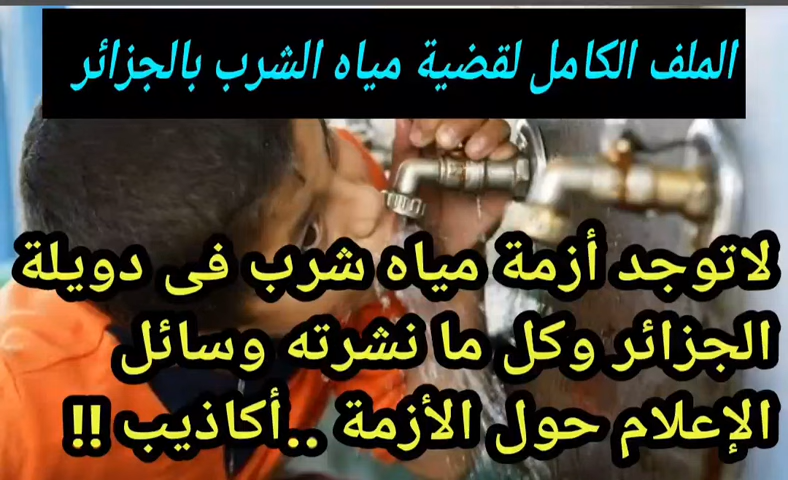 الملف الكامل لقضية مياه الشرب بالجزائر
لاتوجد أزمة مياه شرب فى دويلة
الجزائر وكل ما نشرته وسائل
الإعلام حول الأزمة ..أكاذيب !!